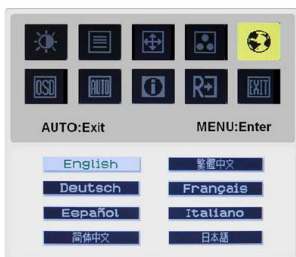 OSD AUTO R EXIT
AUTO:Exit MENU:Enter
English 繁體中文
Deutsch Français
Español Italiano
简体中文 日本語